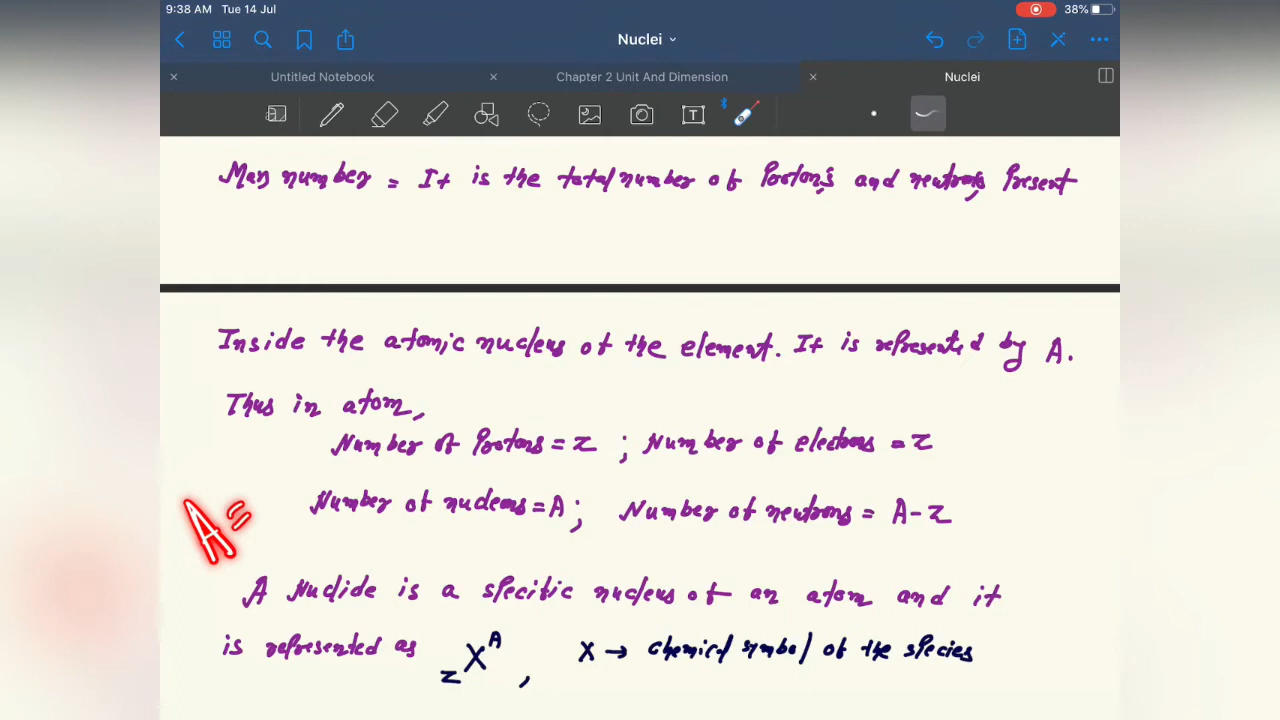 9:38 AM Tue 14 Jul
38%
Nuclei
Untitled Notebook
Chapter 2 Unit And Dimension
Nuclei
T
Mass number = It is the total number of Protons and neutrons Present
Inside the atomic nucleus of the element. It is represented by A.
Thus in atom,
Number of Protons = Z ; Number of electrons = Z
Number of nucleons = A ; Number of neutrons = A - Z
A =
A Nuclide is a specific nucleus of an atom and it
is represented as zXᴬ, X → chemical symbol of the species